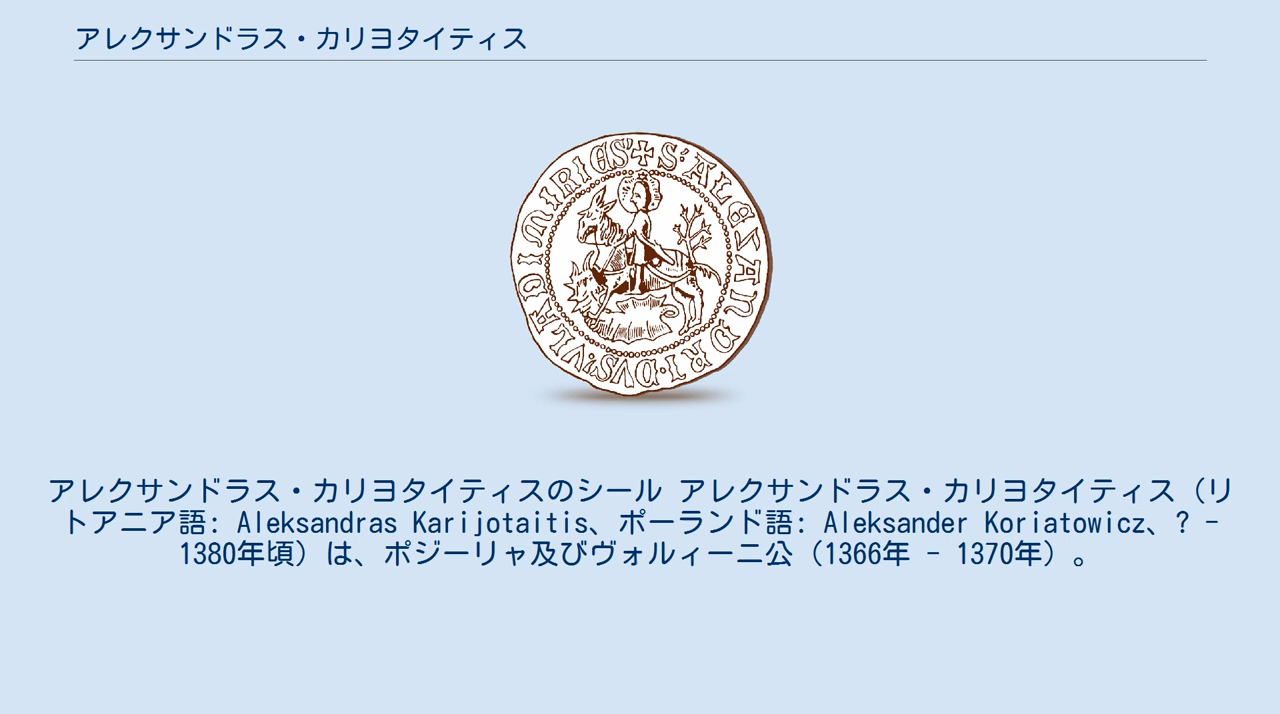 アレクサンドラス・カリヨタイティス
S' ALEXANDRI·DVS·VLADIMIRIES'
アレクサンドラス・カリヨタイティスのシール アレクサンドラス・カリヨタイティス（リ
トアニア語: Aleksandras Karijotaitis、ポーランド語: Aleksander Koriatowicz、? -
1380年頃）は、ポジーリャ及びヴォルィーニ公（1366年 - 1370年）。